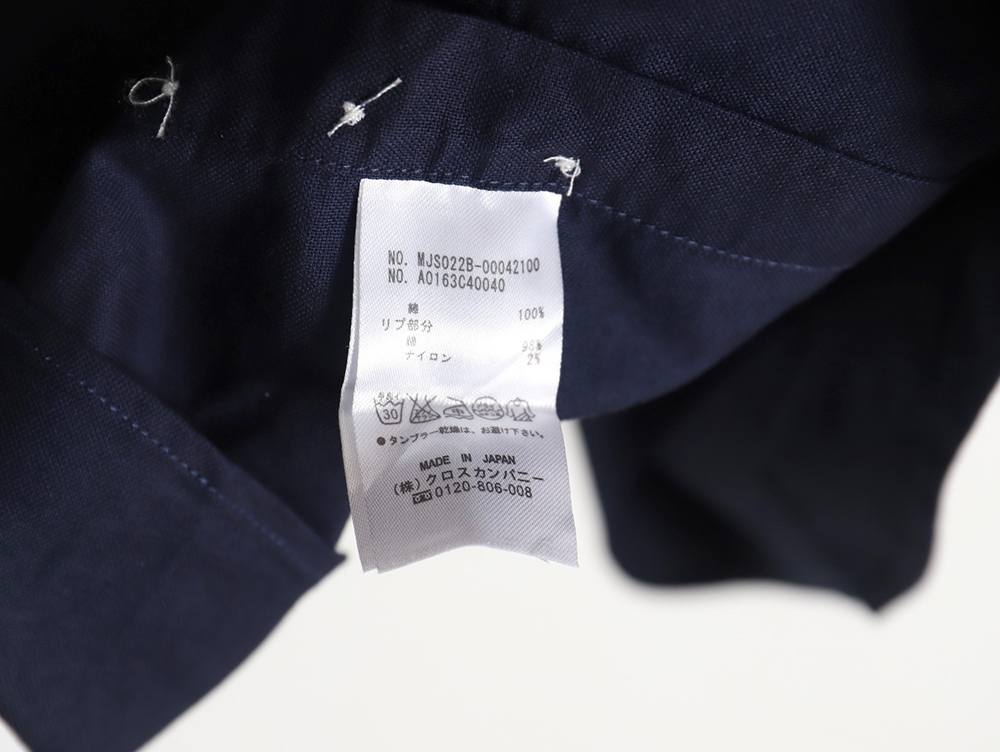 NO. MJS022B-00042100
NO. A0163C40040
綿 100%
リブ部分
綿 98%
ナイロン 2%
30
●タンブラー乾燥は、お避け下さい。
MADE IN JAPAN
(株)クロスカンパニー
0120-806-008